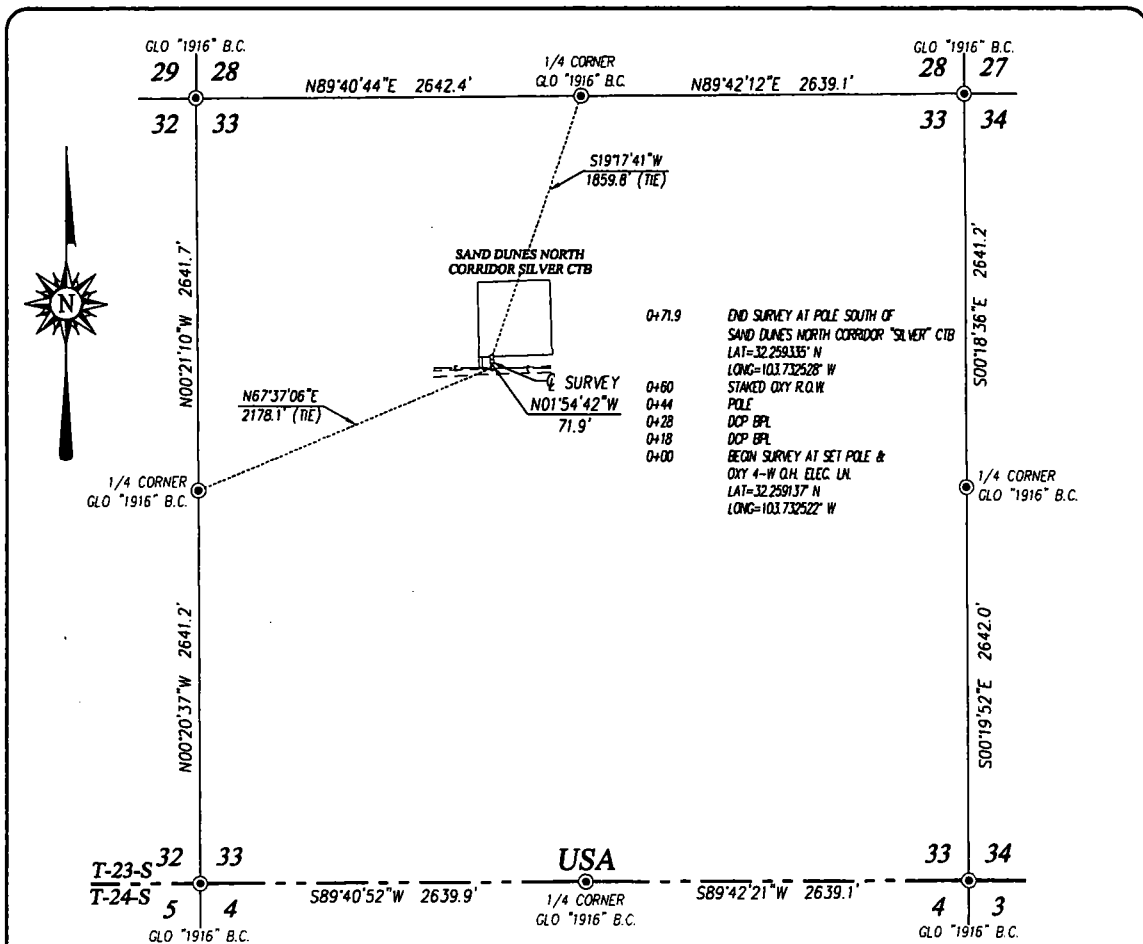 GLO "1916" B.C.
29 28
32 33
N89°40'44"E 2642.4'
1/4 CORNER
GLO "1916" B.C.
N89°42'12"E 2639.1'
GLO "1916" B.C.
28 27
33 34
S19°17'41"W
1859.8' (TIE)
N00°21'10"W 2641.7'
S00°18'36"E 2641.2'
N
SAND DUNES NORTH
CORRIDOR SILVER CTB
0+71.9 END SURVEY AT POLE SOUTH OF
SAND DUNES NORTH CORRIDOR "SILVER" CTB
LAT=32.259335° N
LONG=103.732528° W
0+60 STAKED OXY R.O.W.
0+44 POLE
0+28 DCP BPL
0+18 DCP BPL
0+00 BEGIN SURVEY AT SET POLE &
OXY 4-W O.H. ELEC. LN.
LAT=32.259137° N
LONG=103.732522° W
℄ SURVEY
N01°54'42"W
71.9'
N67°37'06"E
2178.1' (TIE)
1/4 CORNER
GLO "1916" B.C.
1/4 CORNER
GLO "1916" B.C.
N00°20'37"W 2641.2'
S00°19'52"E 2642.0'
T-23-S
T-24-S
32 33
5 4
GLO "1916" B.C.
S89°40'52"W 2639.9'
USA
1/4 CORNER
GLO "1916" B.C.
S89°42'21"W 2639.1'
33 34
4 3
GLO "1916" B.C.